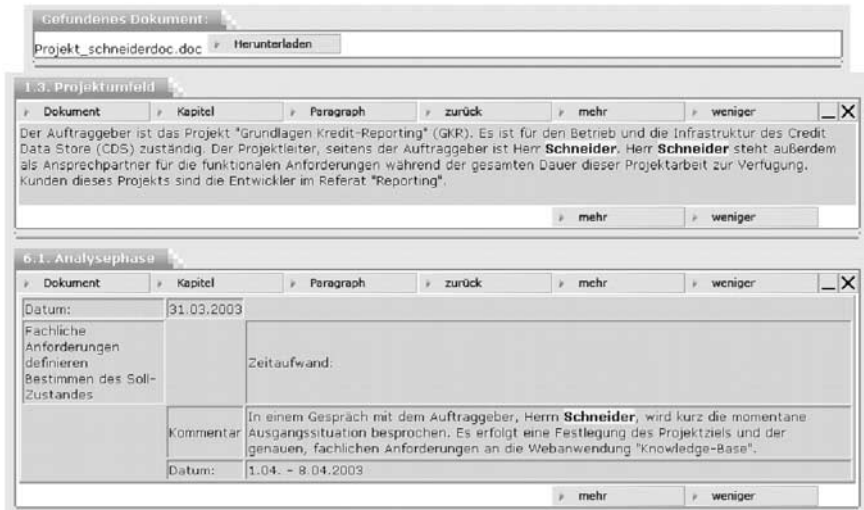 Gefundenes Dokument:
Projekt_schneiderdoc.doc Herunterladen
1.3. Projektumfeld
Dokument Kapitel Paragraph zurück mehr weniger
Der Auftraggeber ist das Projekt "Grundlagen Kredit-Reporting" (GKR). Es ist für den Betrieb und die Infrastruktur des Credit
Data Store (CDS) zuständig. Der Projektleiter, seitens der Auftraggeber ist Herr Schneider. Herr Schneider steht außerdem
als Ansprechpartner für die funktionalen Anforderungen während der gesamten Dauer dieser Projektarbeit zur Verfugung.
Kunden dieses Projekts sind die Entwickler im Referat "Reporting".
mehr weniger
6.1. Analysephase
Dokument Kapitel Paragraph zurück mehr weniger
Datum: 31.03.2003
Fachliche
Anforderungen
definieren
Bestimmen des Soll-
Zustandes
Zeitaufwand:
Kommentar
In einem Gespräch mit dem Auftraggeber, Herrn Schneider, wird kurz die momentane
Ausgangssituation besprochen. Es erfolgt eine Festlegung des Projektziels und der
genauen, fachlichen Anforderungen an die Webanwendung "Knowledge-Base".
Datum: 1.04. - 8.04.2003
mehr weniger